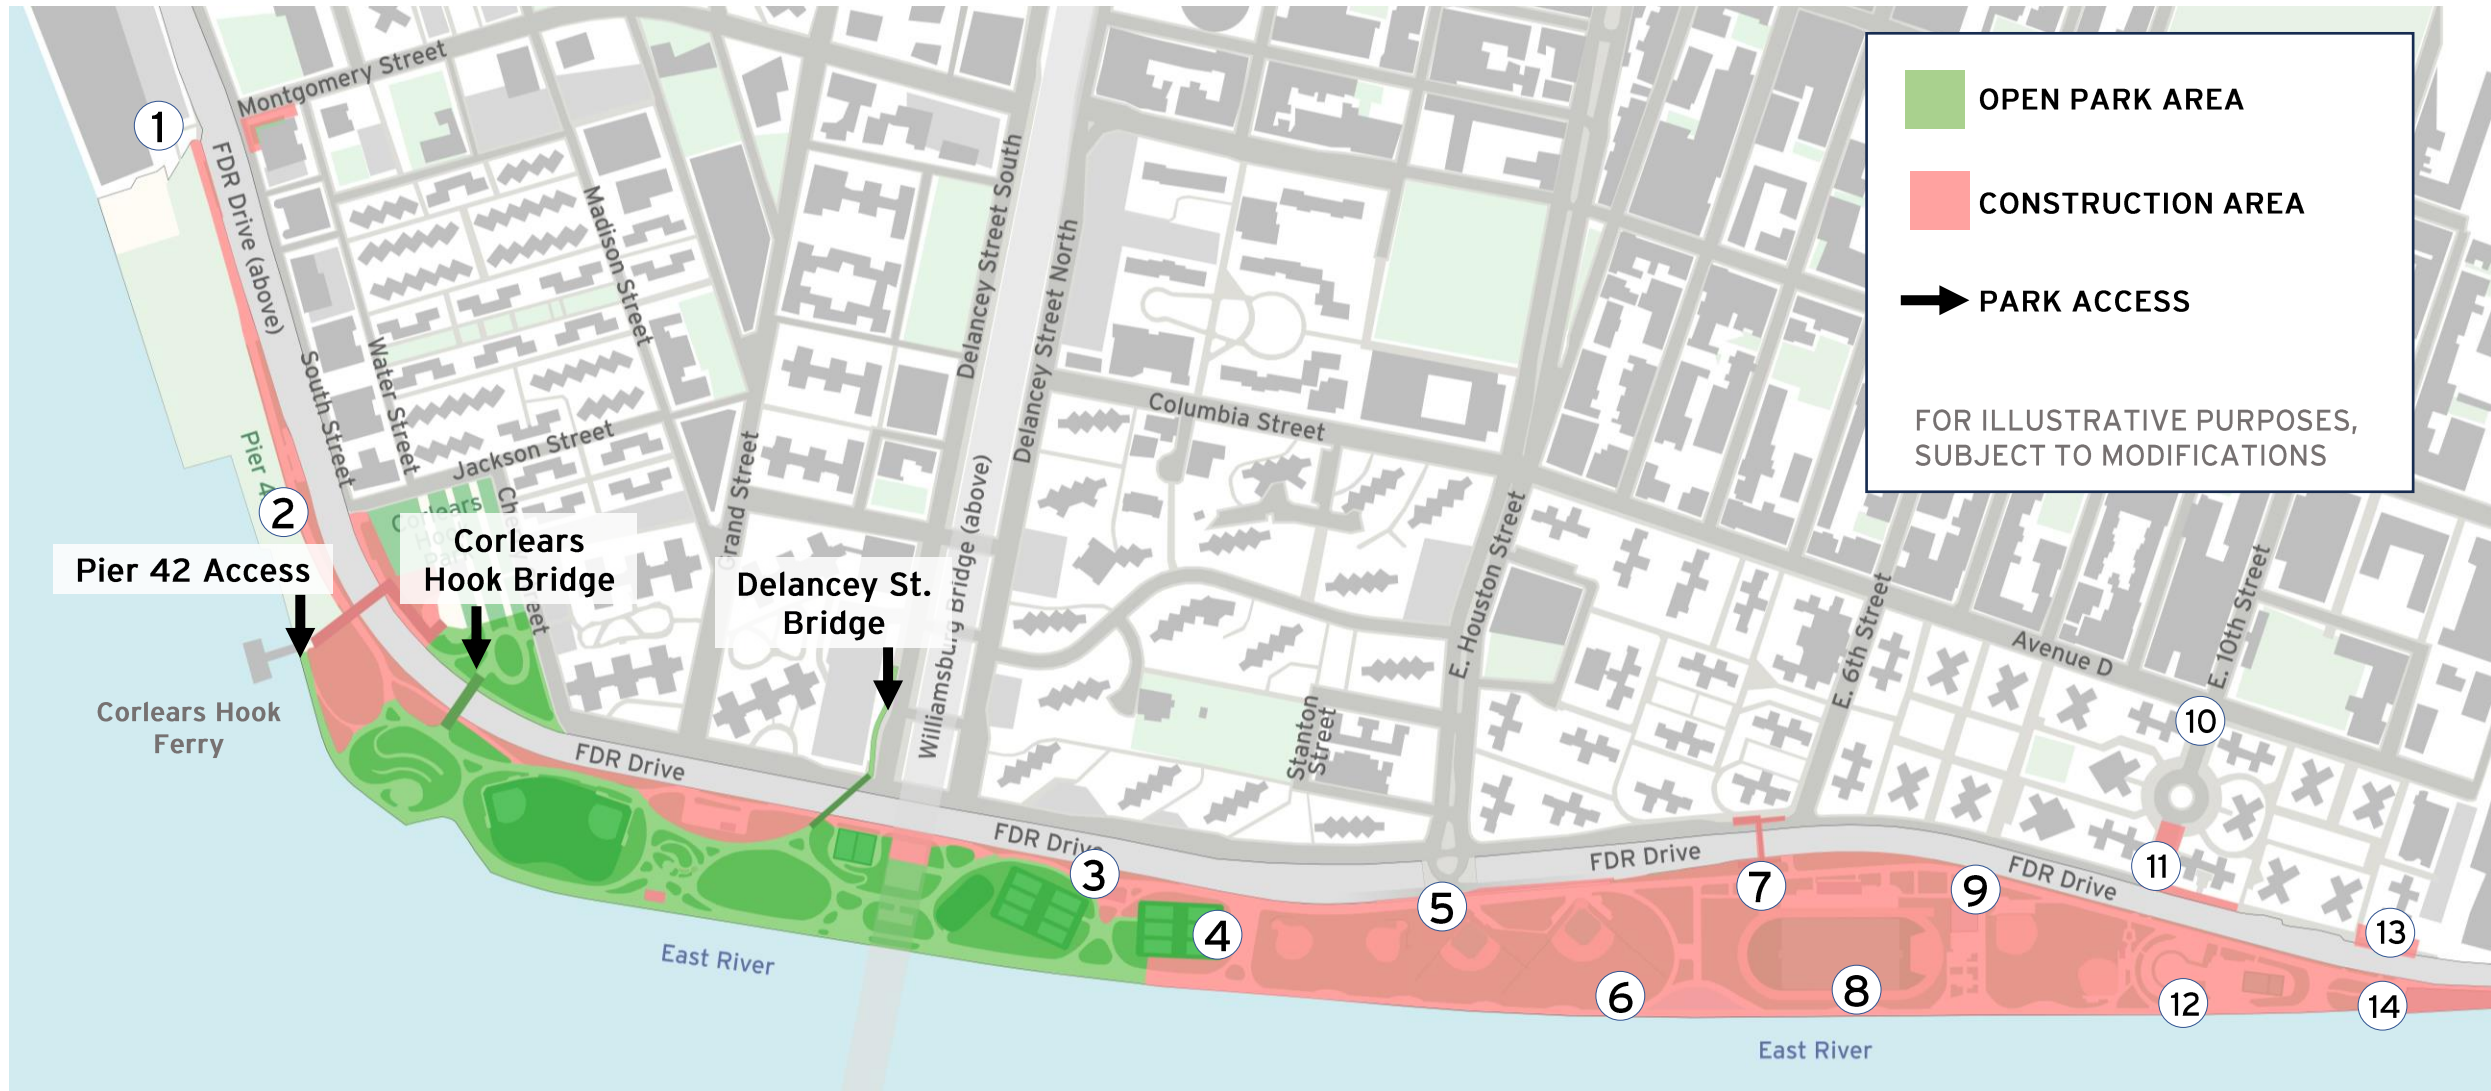 OPEN PARK AREA
CONSTRUCTION AREA
PARK ACCESS
FOR ILLUSTRATIVE PURPOSES,
SUBJECT TO MODIFICATIONS
Montgomery Street
1
FDR Drive (above)
South Street
Water Street
Madison Street
Jackson Street
Pier 4
2
Corlears
Pier 42 Access
Corlears
Hook Bridge
Delancey St.
Bridge
Corlears Hook
Ferry
Grand Street
Delancey Street South
Delancey Street North
Williamsburg Bridge (above)
Columbia Street
Stanton
Street
E. Houston Street
E. 6th Street
Avenue D
E. 10th Street
FDR Drive
FDR Drive
FDR Drive
FDR Drive
3
4
5
6
7
8
9
10
11
12
13
14
East River
East River